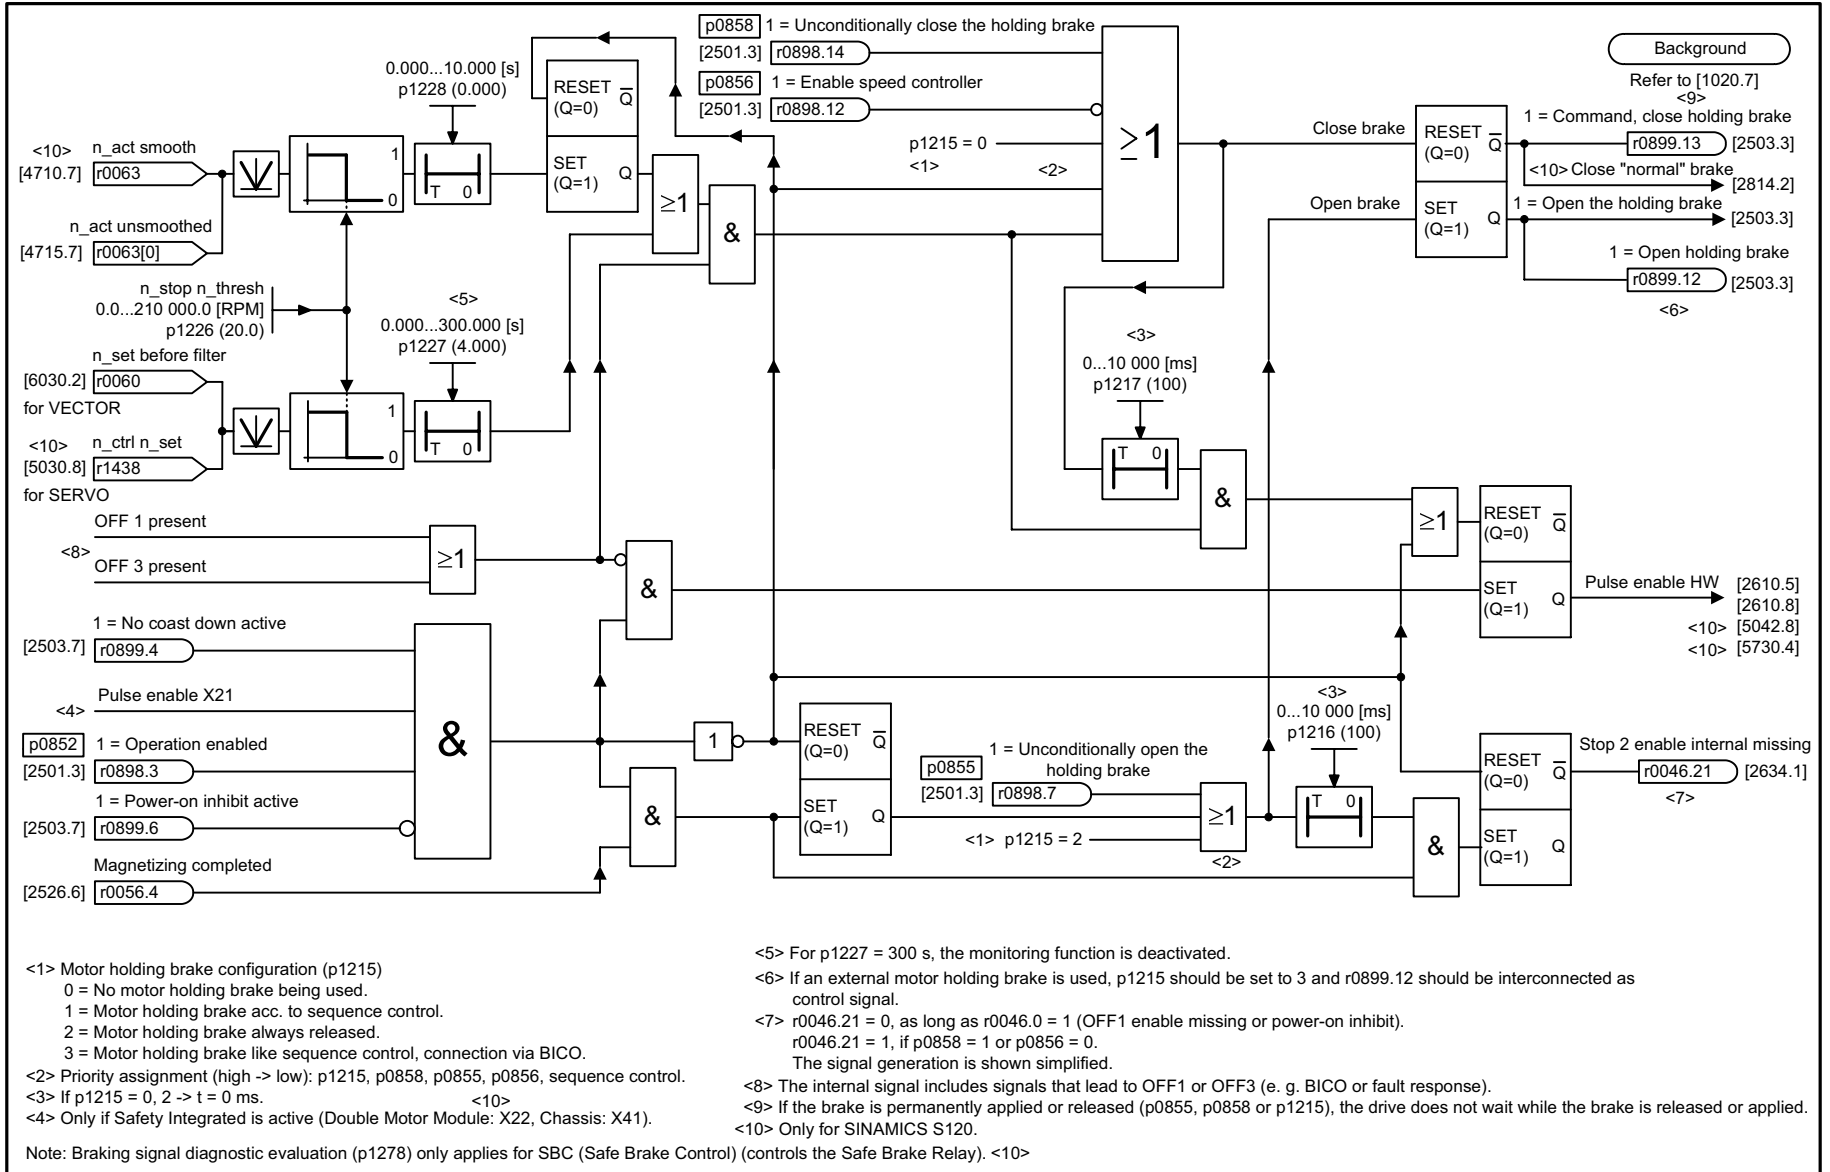 p0858 1 = Unconditionally close the holding brake
[2501.3] r0898.14
p0856 1 = Enable speed controller
[2501.3] r0898.12
p1215 = 0
<1>
<2>
≥1
Background
Refer to [1020.7]
<9>
1 = Command, close holding brake
r0899.13 [2503.3]
<10> Close "normal" brake
[2814.2]
1 = Open the holding brake
[2503.3]
1 = Open holding brake
r0899.12 [2503.3]
<6>
Close brake
RESET Q
(Q=0)
Open brake
SET Q
(Q=1)
0.000...10.000 [s]
p1228 (0.000)
RESET Q
(Q=0)
SET Q
(Q=1)
≥1
&
<10> n_act smooth
[4710.7] r0063
1
0
T 0
n_act unsmoothed
[4715.7] r0063[0]
n_stop n_thresh
0.0...210 000.0 [RPM]
p1226 (20.0)
<5>
0.000...300.000 [s]
p1227 (4.000)
n_set before filter
[6030.2] r0060
for VECTOR
<10> n_ctrl n_set
[5030.8] r1438
for SERVO
1
0
T 0
<3>
0...10 000 [ms]
p1217 (100)
T 0
&
≥1
RESET Q
(Q=0)
SET Q
(Q=1)
Pulse enable HW [2610.5]
[2610.8]
<10> [5042.8]
<10> [5730.4]
OFF 1 present
<8>
OFF 3 present
≥1
&
1 = No coast down active
[2503.7] r0899.4
Pulse enable X21
<4>
p0852 1 = Operation enabled
[2501.3] r0898.3
1 = Power-on inhibit active
[2503.7] r0899.6
Magnetizing completed
[2526.6] r0056.4
&
1
&
RESET Q
(Q=0)
SET Q
(Q=1)
1 = Unconditionally open the
p0855 holding brake
[2501.3] r0898.7
<1> p1215 = 2
≥1
<2>
<3>
0...10 000 [ms]
p1216 (100)
T 0
&
RESET Q
(Q=0)
SET Q
(Q=1)
Stop 2 enable internal missing
r0046.21 [2634.1]
<7>
<1> Motor holding brake configuration (p1215)
0 = No motor holding brake being used.
1 = Motor holding brake acc. to sequence control.
2 = Motor holding brake always released.
3 = Motor holding brake like sequence control, connection via BICO.
<2> Priority assignment (high -> low): p1215, p0858, p0855, p0856, sequence control.
<3> If p1215 = 0, 2 -> t = 0 ms. <10>
<4> Only if Safety Integrated is active (Double Motor Module: X22, Chassis: X41).
<5> For p1227 = 300 s, the monitoring function is deactivated.
<6> If an external motor holding brake is used, p1215 should be set to 3 and r0899.12 should be interconnected as
control signal.
<7> r0046.21 = 0, as long as r0046.0 = 1 (OFF1 enable missing or power-on inhibit).
r0046.21 = 1, if p0858 = 1 or p0856 = 0.
The signal generation is shown simplified.
<8> The internal signal includes signals that lead to OFF1 or OFF3 (e. g. BICO or fault response).
<9> If the brake is permanently applied or released (p0855, p0858 or p1215), the drive does not wait while the brake is released or applied.
<10> Only for SINAMICS S120.
Note: Braking signal diagnostic evaluation (p1278) only applies for SBC (Safe Brake Control) (controls the Safe Brake Relay). <10>